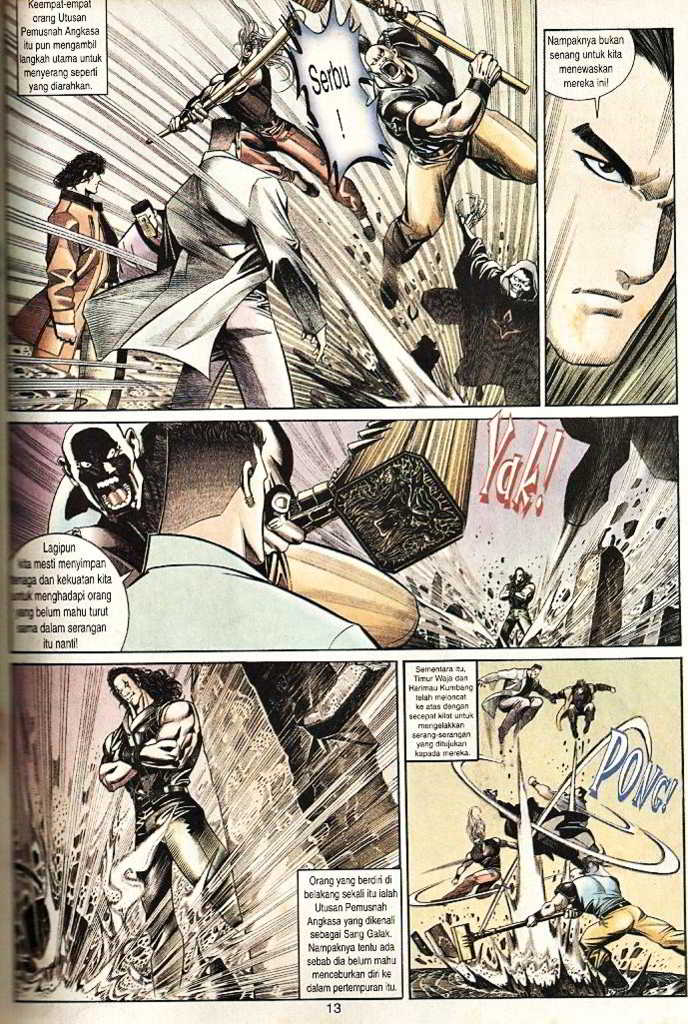 Keempat-empat
orang Utusan
Pemusnah Angkasa
itu pun mengambil
langkah utama untuk
menyerang seperti
yang diarahkan.
Serbu
!
Nampaknya bukan
senang untuk kita
menewaskan
mereka ini!
Lagipun
kita mesti menyimpan
tenaga dan kekuatan kita
untuk menghadapi orang
yang belum mahu turut
sama dalam serangan
itu nanti!
Yak!
Orang yang berdiri di
belakang sekali itu ialah
Utusan Pemusnah
Angkasa yang dikenali
sebagai Sang Galak.
Nampaknya tentu ada
sebab dia belum mahu
menceburkan diri ke
dalam pertempuran itu.
Sementara itu,
Timur Waja dan
Harimau Kumbang
telah meloncat
ke atas dengan
secepat kilat untuk
mengelakkan
serang-serangan
yang ditujukan
kapada mereka.
PONG!
13